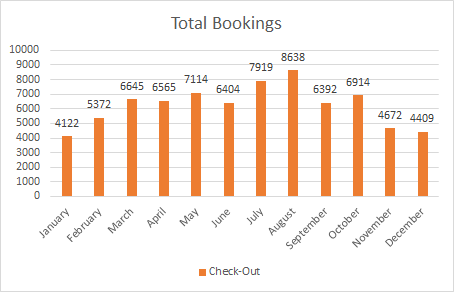 Total Bookings
10000
9000
8000
7000
6000
5000
4000
3000
2000
1000
0
4122
5372
6645
6565
7114
6404
7919
8638
6392
6914
4672
4409
January
February
March
April
May
June
July
August
September
October
November
December
Check-Out